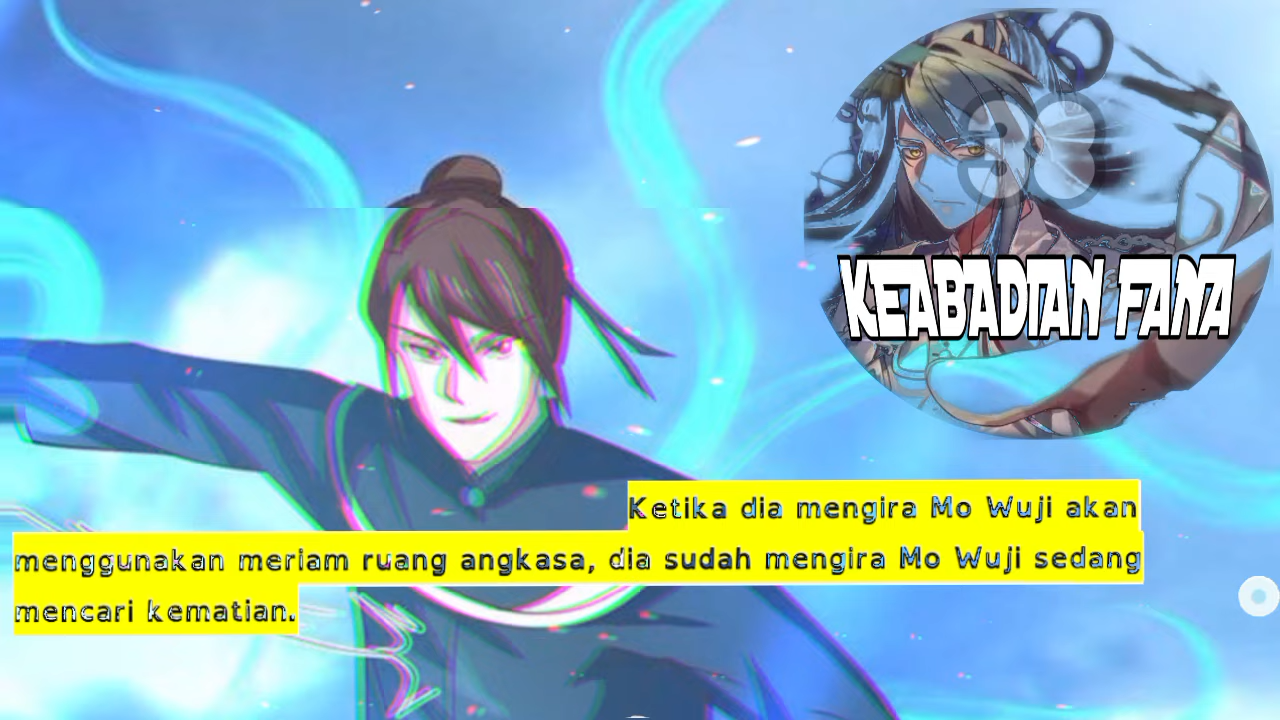 KEABADIAN FANA
Ketika dia mengira Mo Wuji akan
menggunakan meriam ruang angkasa, dia sudah mengira Mo Wuji sedang
mencari kematian.